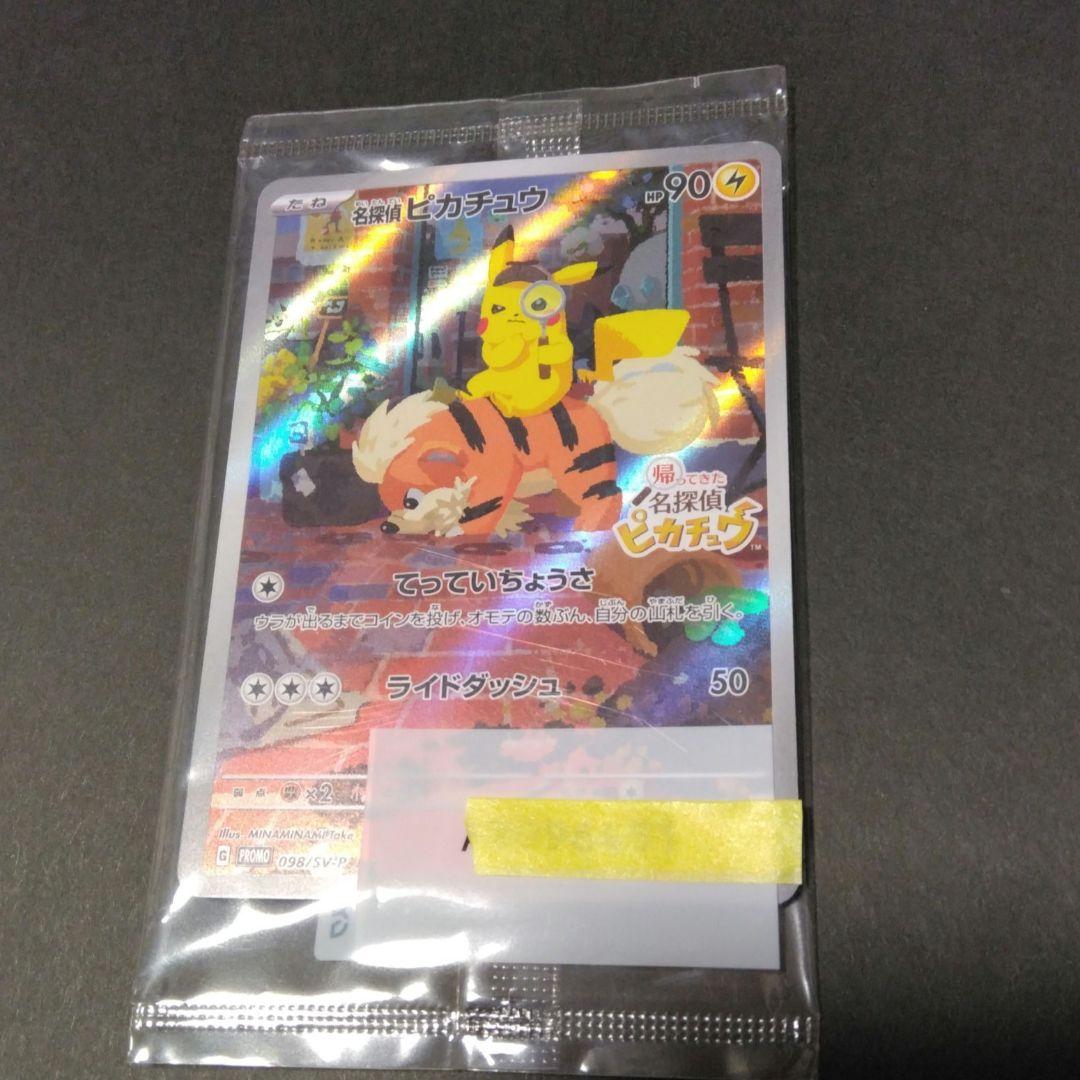 たね
名探偵ピカチュウ
HP 90
帰ってきた
名探偵
ピカチュウ™
てっていちょうさ
ウラが出るまでコインを投げ、オモテの数ぶん、自分の山札を引く。
ライドダッシュ 50
弱点 ×2
Illus. MINAMINAMI Take
G PROMO 098/SV-P